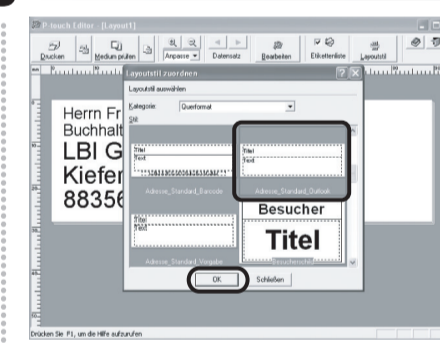 P-touch Editor - [Layout1]
Drucken Medium prüfen Anpasse Datensatz Bearbeiten Etikettenliste Layoutstil
Layoutstil zuordnen
Layoutstil auswählen
Kategorie: Querformat
Stil:
Herrn Fr
Buchhalt
LBI G
Kiefer
88356
Titel
Text
Adresse_Standard_Barcode
Titel
Text
Adresse_Standard_Outlook
Titel
Text
Adresse_Standard_Vorgabe
Besucher
Titel
OK Schließen
Drücken Sie F1, um die Hilfe aufzurufen